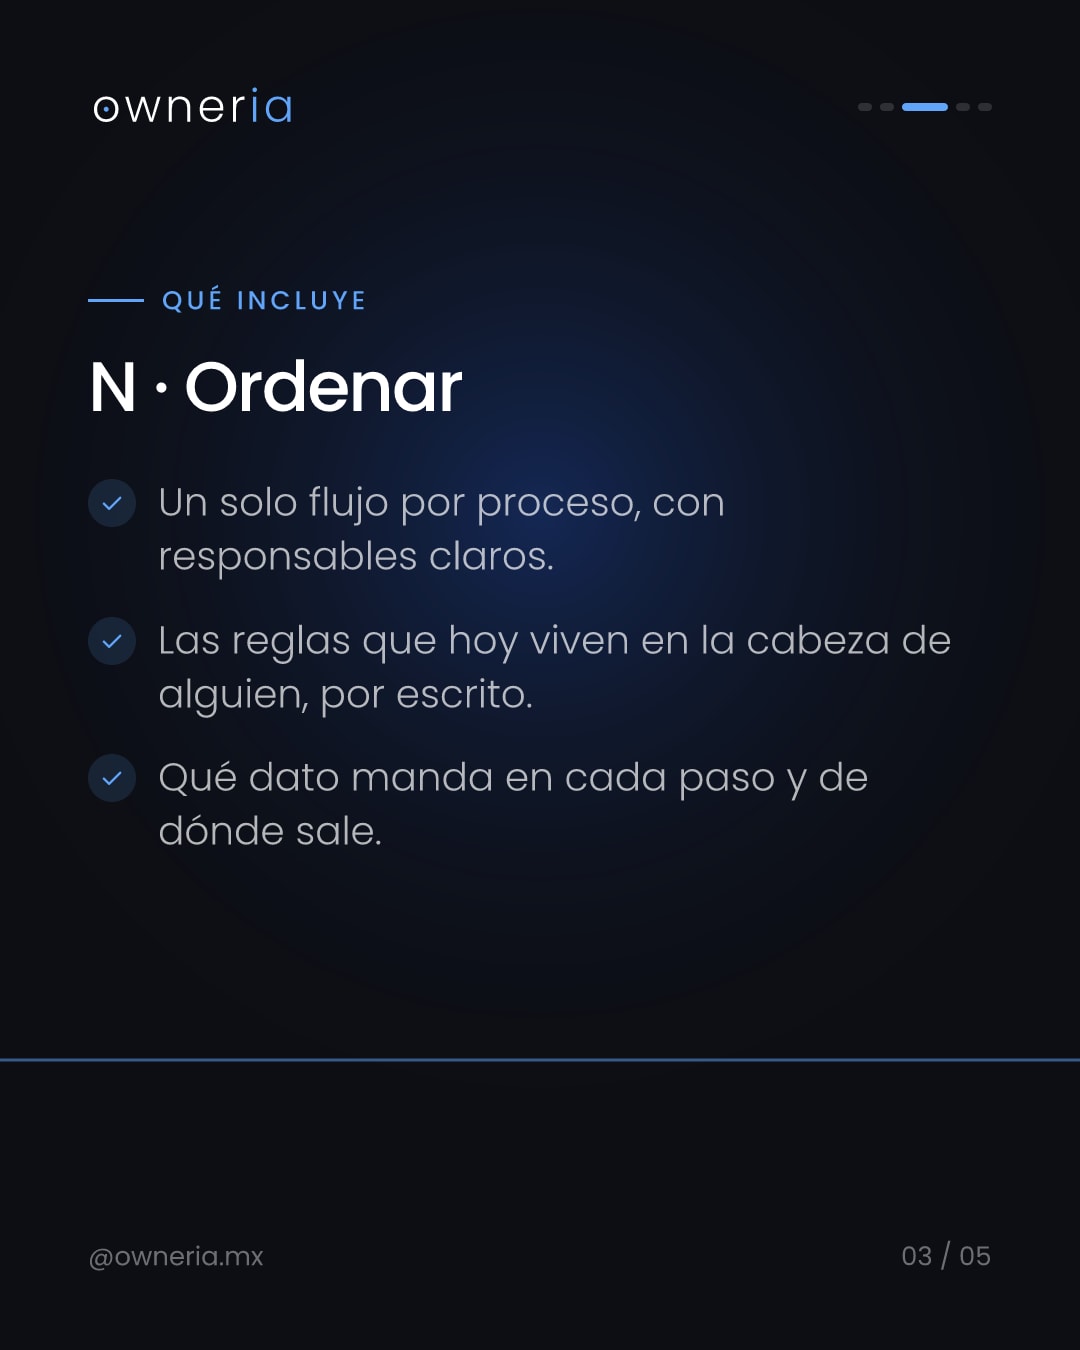 owneria
QUÉ INCLUYE
N · Ordenar
Un solo flujo por proceso, con
responsables claros.
Las reglas que hoy viven en la cabeza de
alguien, por escrito.
Qué dato manda en cada paso y de
dónde sale.
@owneria.mx
03 / 05